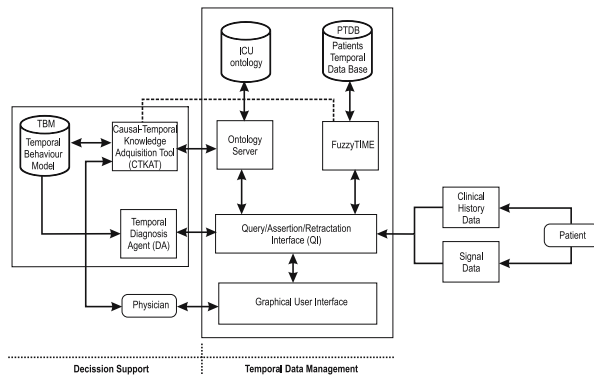 ICU
ontology
PTDB
Patients
Temporal
Data Base
TBM
Temporal
Behaviour
Model
Causal-Temporal
Knowledge
Adquisition Tool
(CTKAT)
Ontology
Server
FuzzyTIME
Temporal
Diagnosis
Agent (DA)
Query/Assertion/Retractation
Interface (QI)
Clinical
History
Data
Signal
Data
Patient
Physician
Graphical User Interface
Decission Support
Temporal Data Management